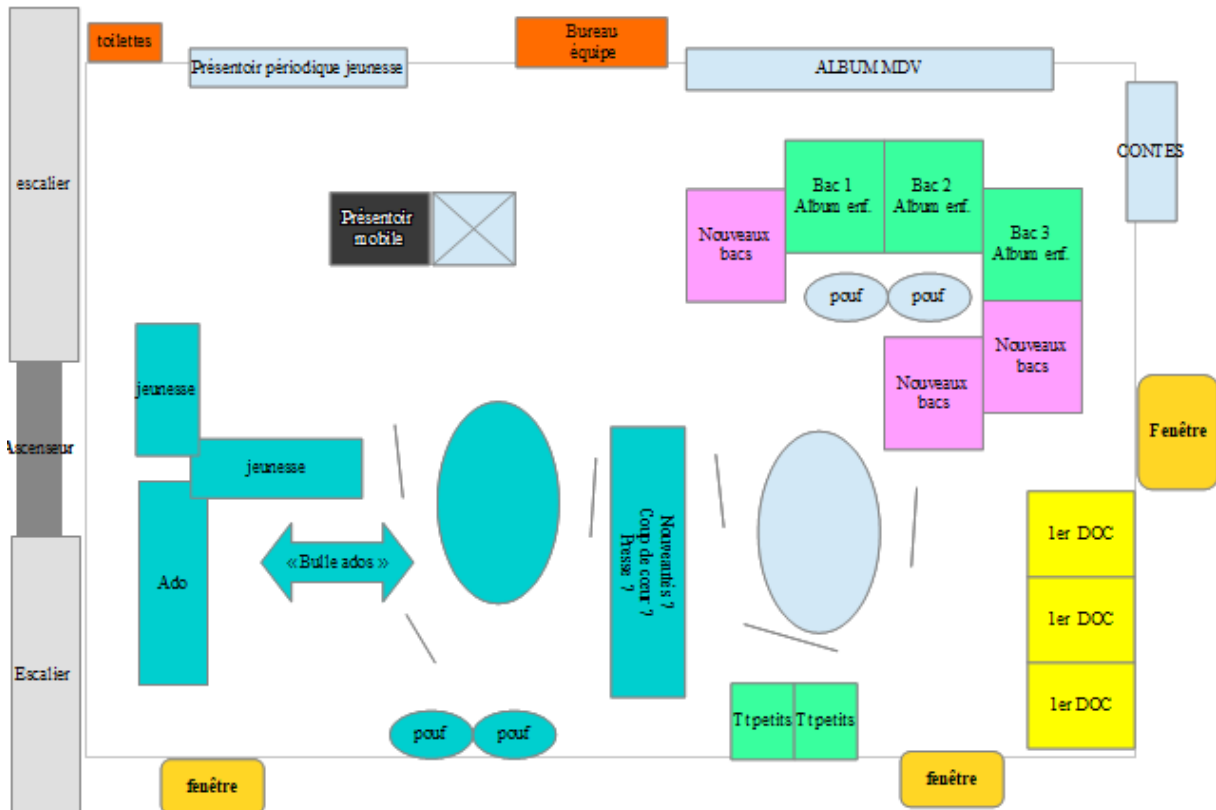 toilettes
Bureau
équipe
Présentoir périodique jeunesse
ALBUM MDV
CONTES
escalier
Présentoir
mobile
Nouveaux
bacs
Bac 1
Album enf.
Bac 2
Album enf.
Bac 3
Album enf.
pouf
pouf
Nouveaux
bacs
Nouveaux
bacs
jeunesse
Fenêtre
Ascenseur
jeunesse
Nouveautés ?
Coup de cœur ?
Presse ?
1er DOC
« Bulle ados »
Ado
1er DOC
Escalier
1er DOC
Tt petits
Tt petits
pouf
pouf
fenêtre
fenêtre